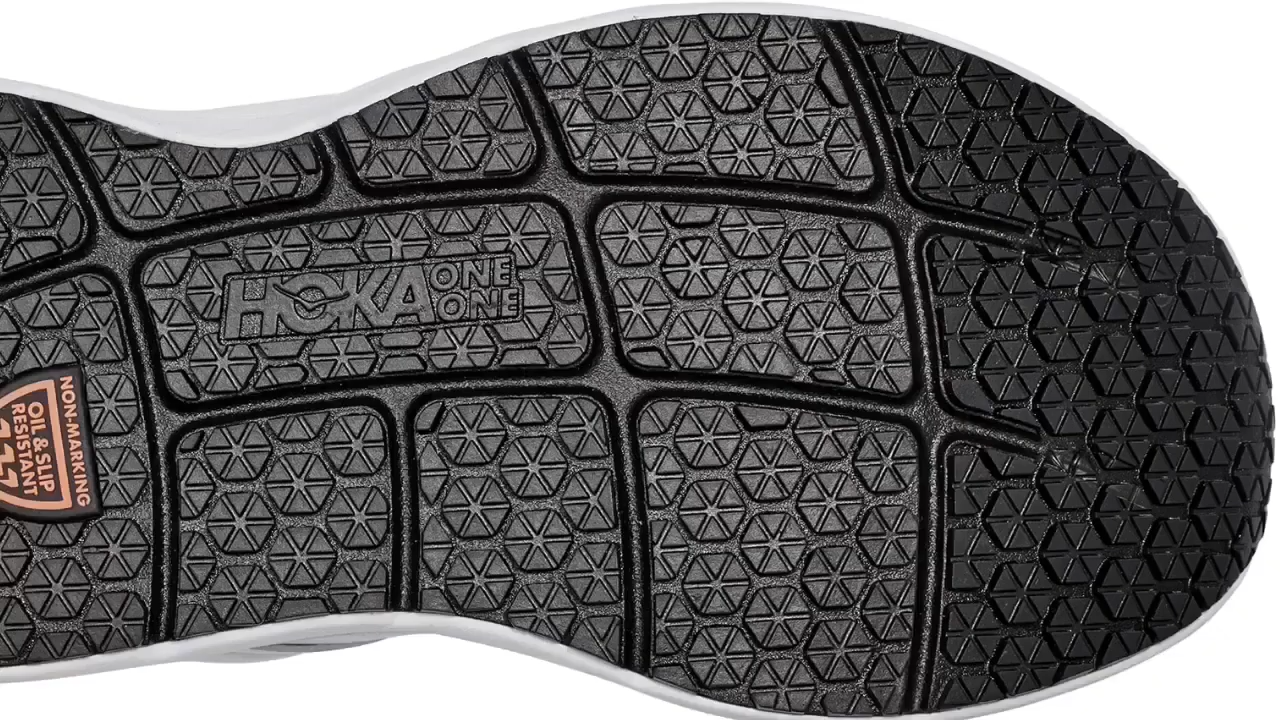 HOKA ONE ONE
NON-MARKING
OIL & SLIP
RESISTANT